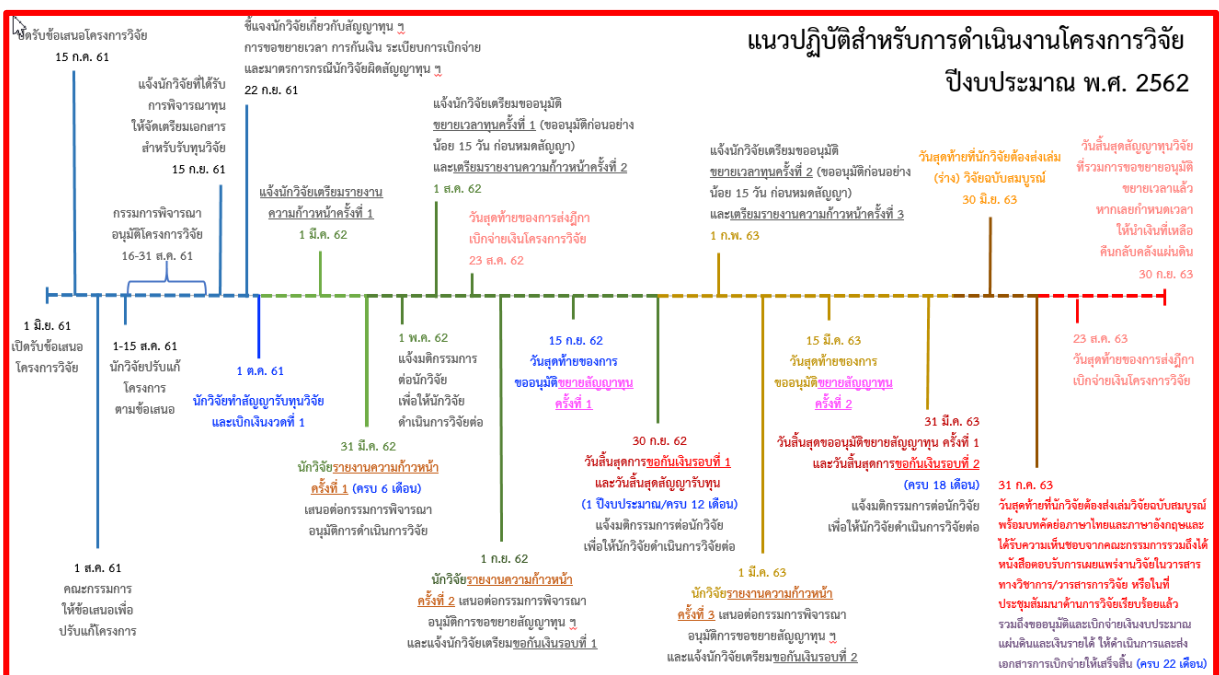 แนวปฏิบัติสำหรับการดำเนินงานโครงการวิจัย
ปีงบประมาณ พ.ศ. 2562
ปิดรับข้อเสนอโครงการวิจัย
15 ก.ค. 61
แจ้งนักวิจัยที่ได้รับ
การพิจารณาทุน
ให้จัดเตรียมเอกสาร
สำหรับรับทุนวิจัย
15 ก.ย. 61
กรรมการพิจารณา
อนุมัติโครงการวิจัย
16-31 ส.ค. 61
ชี้แจงนักวิจัยเกี่ยวกับสัญญาทุน ฯ
การขอขยายเวลา การกันเงิน ระเบียบการเบิกจ่าย
และมาตรการกรณีนักวิจัยผิดสัญญาทุน ฯ
22 ก.ย. 61
แจ้งนักวิจัยเตรียมรายงาน
ความก้าวหน้าครั้งที่ 1
1 มี.ค. 62
แจ้งนักวิจัยเตรียมขออนุมัติ
ขยายเวลาทุนครั้งที่ 1 (ขออนุมัติก่อนอย่าง
น้อย 15 วัน ก่อนหมดสัญญา)
และเตรียมรายงานความก้าวหน้าครั้งที่ 2
1 ส.ค. 62
วันสุดท้ายของการส่งฎีกา
เบิกจ่ายเงินโครงการวิจัย
23 ส.ค. 62
แจ้งนักวิจัยเตรียมขออนุมัติ
ขยายเวลาทุนครั้งที่ 2 (ขออนุมัติก่อนอย่าง
น้อย 15 วัน ก่อนหมดสัญญา)
และเตรียมรายงานความก้าวหน้าครั้งที่ 3
1 ก.พ. 63
วันสุดท้ายที่นักวิจัยต้องส่งเล่ม
(ร่าง) วิจัยฉบับสมบูรณ์
30 มิ.ย. 63
วันสิ้นสุดสัญญาทุนวิจัย
ที่รวมการขอขยายอนุมัติ
ขยายเวลาแล้ว
หากเลยกำหนดเวลา
ให้นำเงินที่เหลือ
คืนกลับคลังแผ่นดิน
30 ก.ย. 63
1 มิ.ย. 61
เปิดรับข้อเสนอ
โครงการวิจัย
1 ส.ค. 61
คณะกรรมการ
ให้ข้อเสนอเพื่อ
ปรับแก้โครงการ
1-15 ส.ค. 61
นักวิจัยปรับแก้
โครงการ
ตามข้อเสนอ
1 ต.ค. 61
นักวิจัยทำสัญญารับทุนวิจัย
และเบิกเงินงวดที่ 1
31 มี.ค. 62
นักวิจัยรายงานความก้าวหน้า
ครั้งที่ 1 (ครบ 6 เดือน)
เสนอต่อกรรมการพิจารณา
อนุมัติการดำเนินการวิจัย
1 พ.ค. 62
แจ้งมติกรรมการ
ต่อนักวิจัย
เพื่อให้นักวิจัย
ดำเนินการวิจัยต่อ
1 ก.ย. 62
นักวิจัยรายงานความก้าวหน้า
ครั้งที่ 2 เสนอต่อกรรมการพิจารณา
อนุมัติการขอขยายสัญญาทุน ฯ
และแจ้งนักวิจัยเตรียมขอกันเงินรอบที่ 1
15 ก.ย. 62
วันสุดท้ายของการ
ขออนุมัติขยายสัญญาทุน
ครั้งที่ 1
30 ก.ย. 62
วันสิ้นสุดการขอกันเงินรอบที่ 1
และวันสิ้นสุดสัญญารับทุน
(1 ปีงบประมาณ/ครบ 12 เดือน)
แจ้งมติกรรมการต่อนักวิจัย
เพื่อให้นักวิจัยดำเนินการวิจัยต่อ
1 มี.ค. 63
นักวิจัยรายงานความก้าวหน้า
ครั้งที่ 3 เสนอต่อกรรมการพิจารณา
อนุมัติการขอขยายสัญญาทุน ฯ
และแจ้งนักวิจัยเตรียมขอกันเงินรอบที่ 2
15 มี.ค. 63
วันสุดท้ายของการ
ขออนุมัติขยายสัญญาทุน
ครั้งที่ 2
31 มี.ค. 63
วันสิ้นสุดขออนุมัติขยายสัญญาทุน ครั้งที่ 1
และวันสิ้นสุดการขอกันเงินรอบที่ 2
(ครบ 18 เดือน)
แจ้งมติกรรมการต่อนักวิจัย
เพื่อให้นักวิจัยดำเนินการวิจัยต่อ
23 ส.ค. 63
วันสุดท้ายของการส่งฎีกา
เบิกจ่ายเงินโครงการวิจัย
31 ก.ค. 63
วันสุดท้ายที่นักวิจัยต้องส่งเล่มวิจัยฉบับสมบูรณ์
พร้อมบทคัดย่อภาษาไทยและภาษาอังกฤษและ
ได้รับความเห็นชอบจากคณะกรรมการรวมถึงได้
หนังสือตอบรับการเผยแพร่งานวิจัยในวารสาร
ทางวิชาการ/วารสารการวิจัย หรือในที่
ประชุมสัมมนาด้านการวิจัยเรียบร้อยแล้ว
รวมถึงขออนุมัติและเบิกจ่ายเงินงบประมาณ
แผ่นดินและเงินรายได้ ให้ดำเนินการและส่ง
เอกสารการเบิกจ่ายให้เสร็จสิ้น (ครบ 22 เดือน)